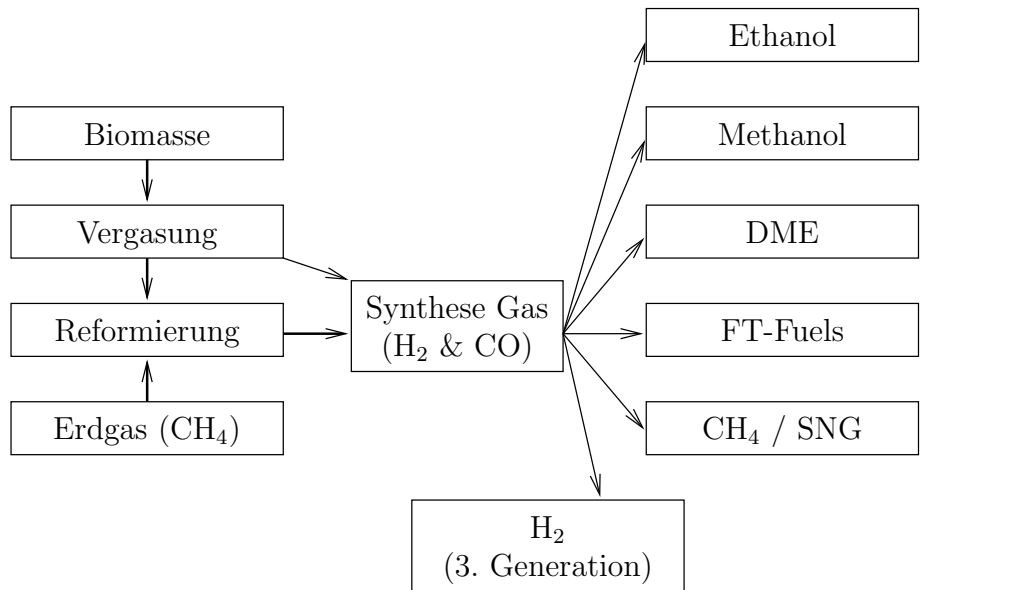 Biomasse
Vergasung
Reformierung
Erdgas (CH₄)
Synthese Gas
(H₂ & CO)
Ethanol
Methanol
DME
FT-Fuels
CH₄ / SNG
H₂
(3. Generation)